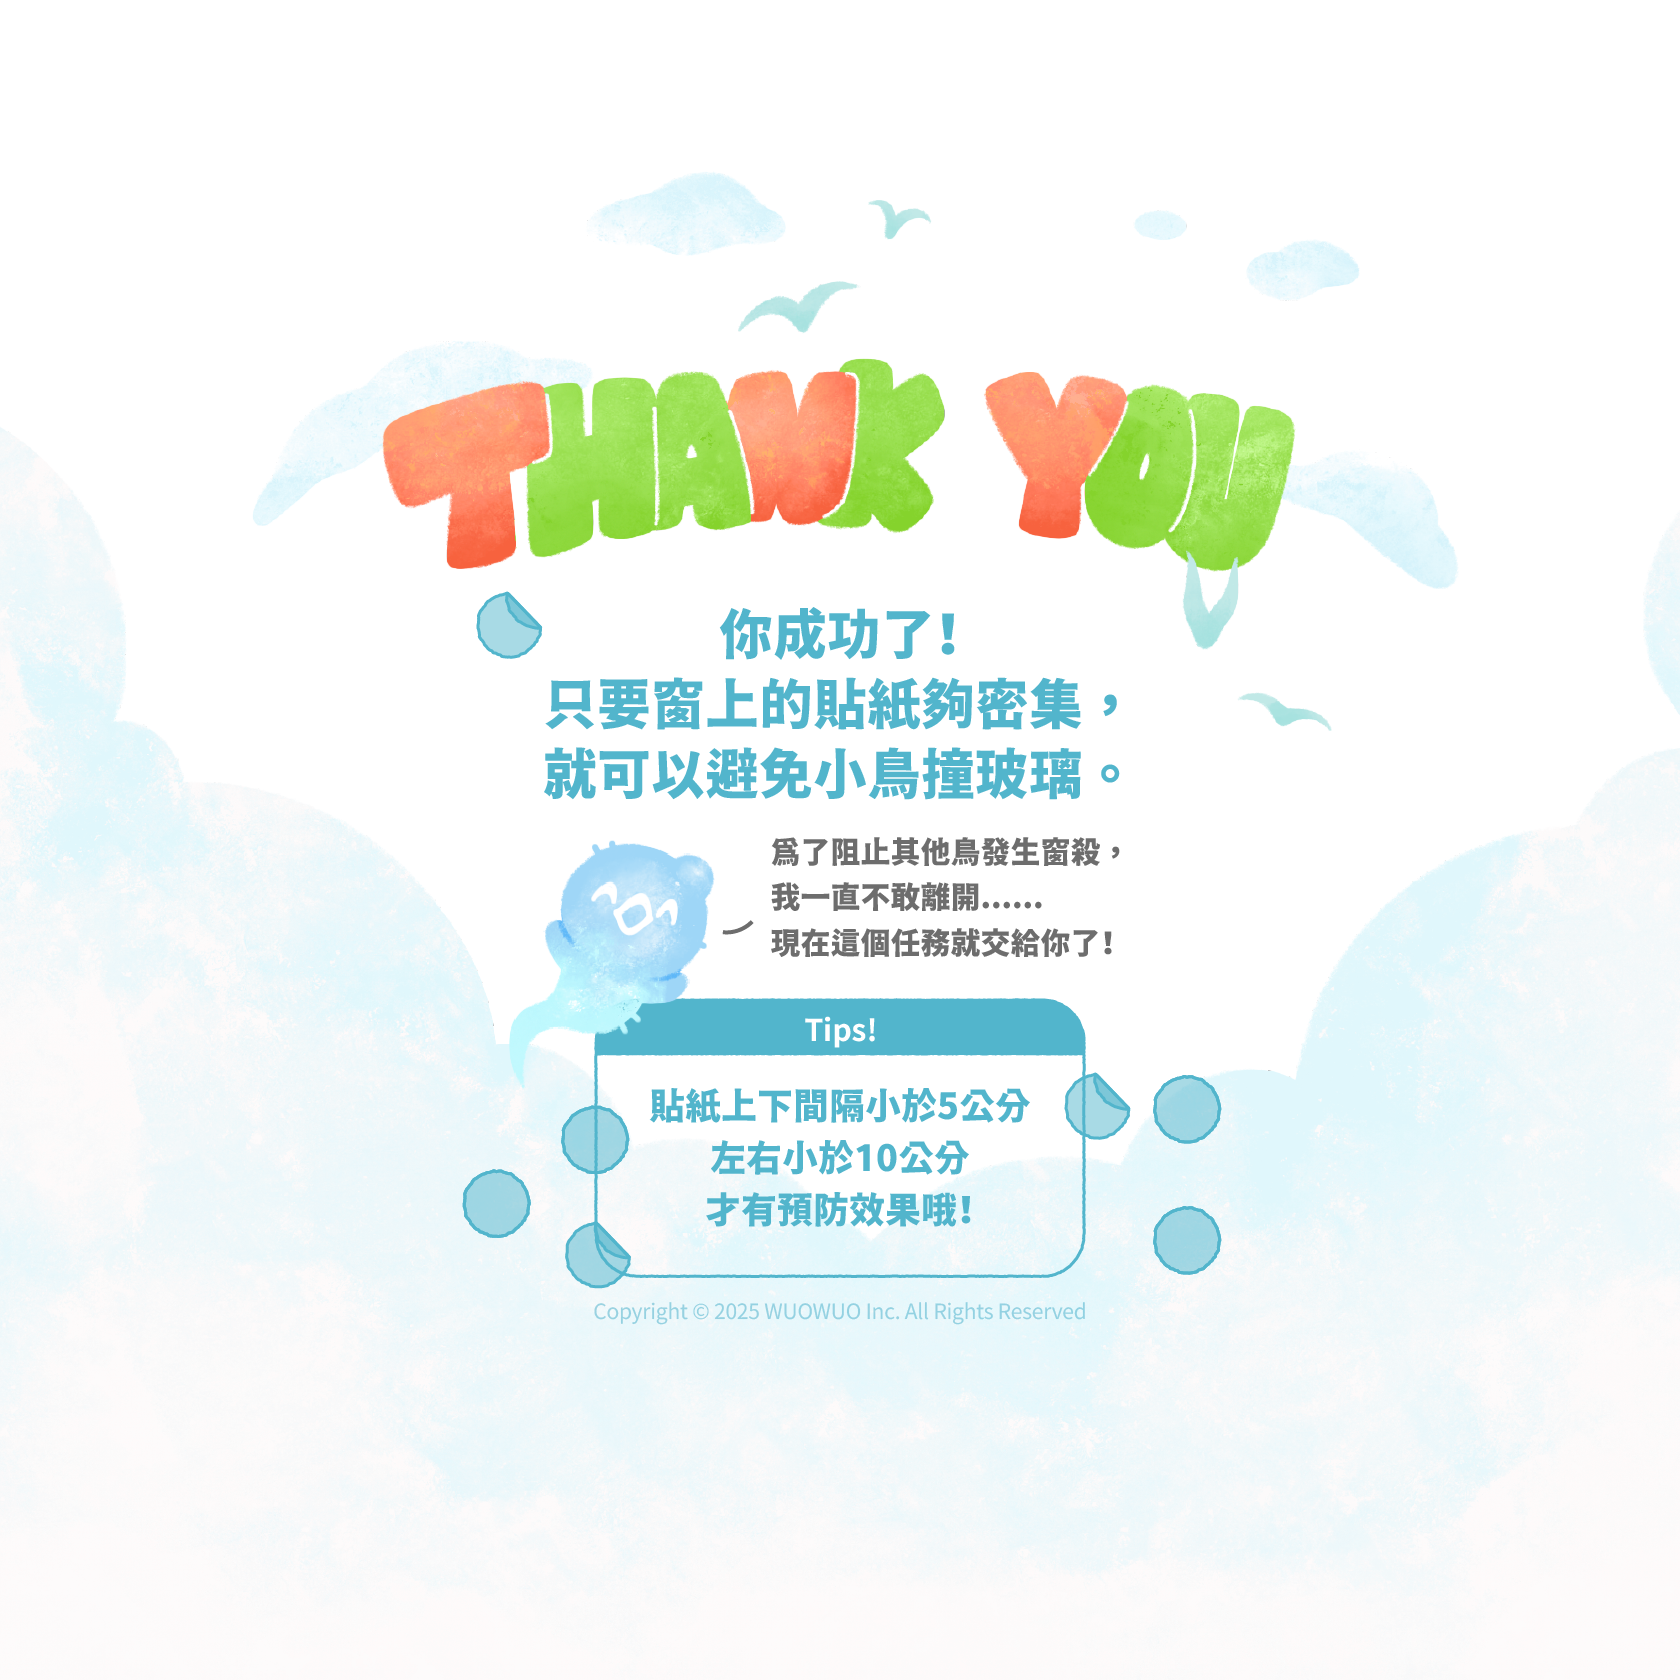 THANK YOU
你成功了！
只要窗上的貼紙夠密集，
就可以避免小鳥撞玻璃。
爲了阻止其他鳥發生窗殺，
我一直不敢離開......
現在這個任務就交給你了！
Tips!
貼紙上下間隔小於5公分
左右小於10公分
才有預防效果哦！
Copyright © 2025 WUOWUO Inc. All Rights Reserved